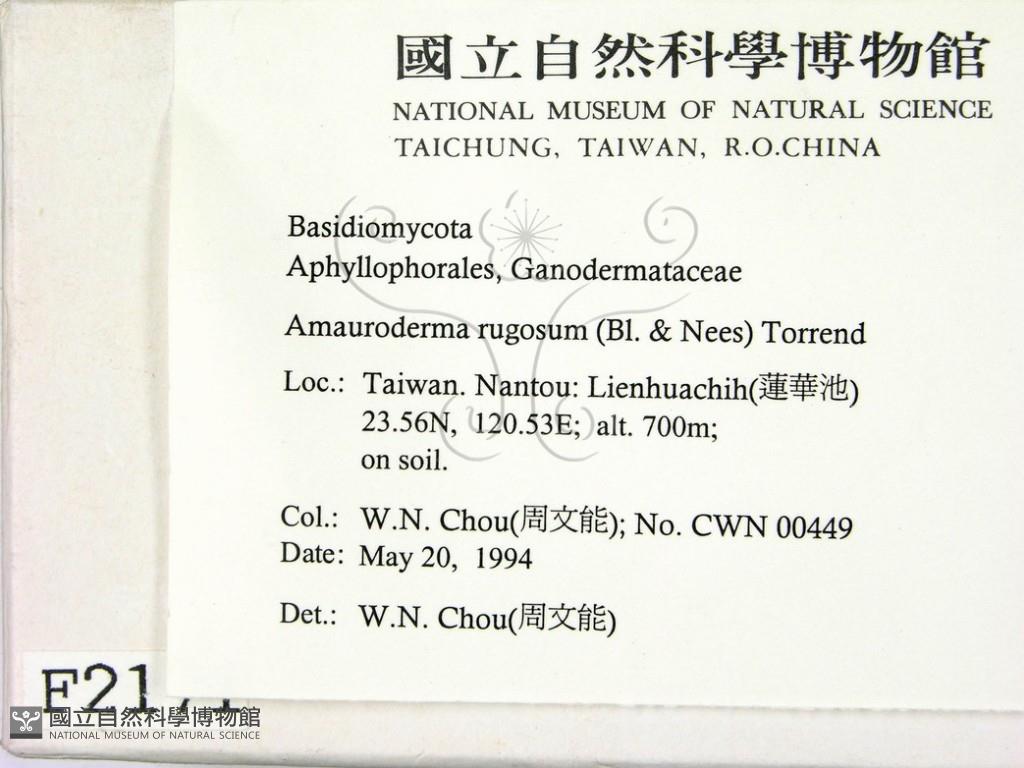 國立自然科學博物館
NATIONAL MUSEUM OF NATURAL SCIENCE
TAICHUNG, TAIWAN, R.O.CHINA
Basidiomycota
Aphyllophorales, Ganodermataceae
Amauroderma rugosum (Bl. & Nees) Torrend
Loc.: Taiwan. Nantou: Lienhuachih(蓮華池)
23.56N, 120.53E; alt. 700m;
on soil.
Col.: W.N. Chou(周文能); No. CWN 00449
Date: May 20, 1994
Det.: W.N. Chou(周文能)
國立自然科學博物館
NATIONAL MUSEUM OF NATURAL SCIENCE